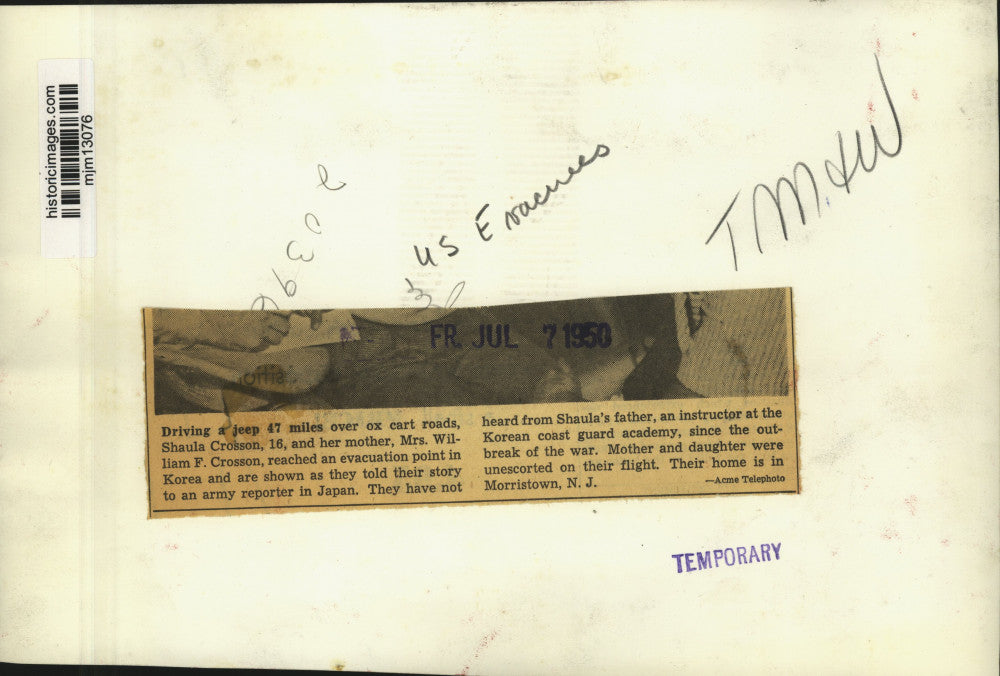 historicimages.com
mjm13076
US Evacuees
TM&W
FR. JUL 7 1950
Driving a jeep 47 miles over ox cart roads,
Shaula Crosson, 16, and her mother, Mrs. Wil-
liam F. Crosson, reached an evacuation point in
Korea and are shown as they told their story
to an army reporter in Japan. They have not
heard from Shaula's father, an instructor at the
Korean coast guard academy, since the out-
break of the war. Mother and daughter were
unescorted on their flight. Their home is in
Morristown, N. J.
—Acme Telephoto
TEMPORARY